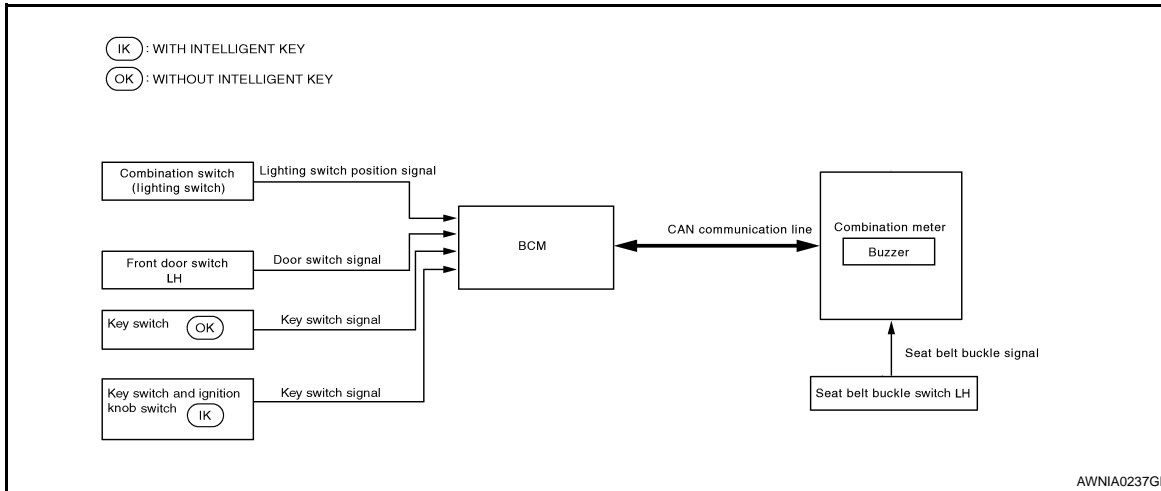 IK : WITH INTELLIGENT KEY
OK : WITHOUT INTELLIGENT KEY
Combination switch
(lighting switch)
Lighting switch position signal
Front door switch
LH
Door switch signal
Key switch OK
Key switch signal
Key switch and ignition
knob switch IK
Key switch signal
BCM
CAN communication line
Combination meter
Buzzer
Seat belt buckle signal
Seat belt buckle switch LH